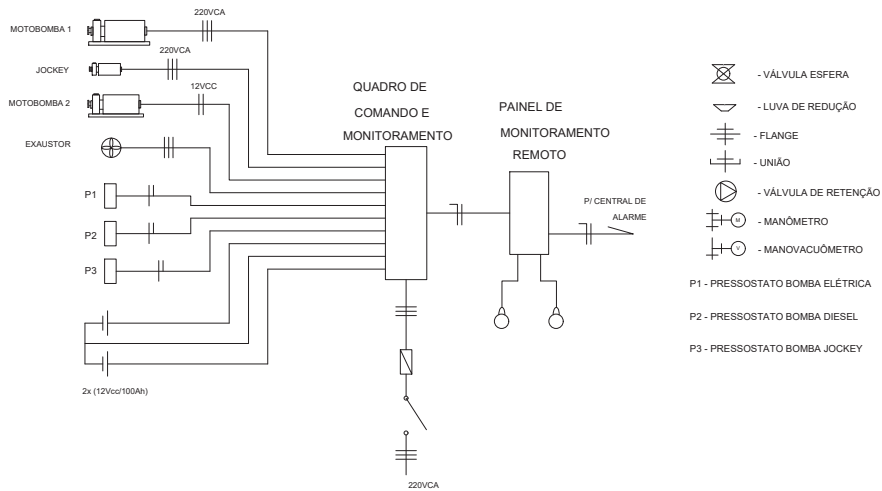 MOTOBOMBA 1
220VCA
JOCKEY
220VCA
MOTOBOMBA 2
12VCC
EXAUSTOR
P1
P2
P3
2x (12Vcc/100Ah)
QUADRO DE
COMANDO E
MONITORAMENTO
220VCA
PAINEL DE
MONITORAMENTO
REMOTO
P/ CENTRAL DE
ALARME
- VÁLVULA ESFERA
- LUVA DE REDUÇÃO
- FLANGE
- UNIÃO
- VÁLVULA DE RETENÇÃO
M - MANÔMETRO
V - MANOVACUÔMETRO
P1 - PRESSOSTATO BOMBA ELÉTRICA
P2 - PRESSOSTATO BOMBA DIESEL
P3 - PRESSOSTATO BOMBA JOCKEY